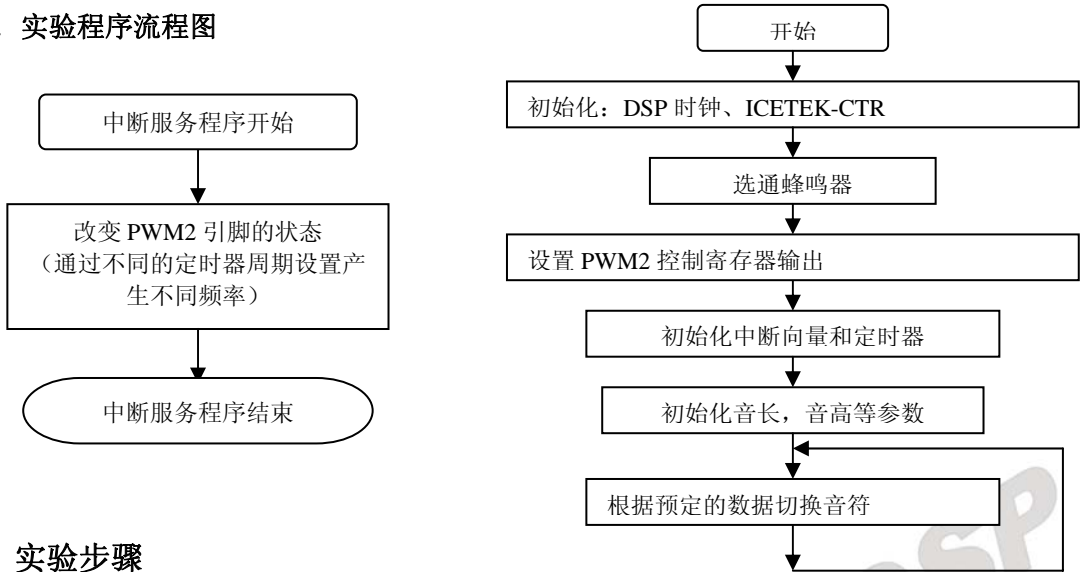 实验程序流程图
中断服务程序开始
改变 PWM2 引脚的状态
（通过不同的定时器周期设置产
生不同频率）
中断服务程序结束
开始
初始化：DSP 时钟、ICETEK-CTR
选通蜂鸣器
设置 PWM2 控制寄存器输出
初始化中断向量和定时器
初始化音长，音高等参数
根据预定的数据切换音符
实验步骤
DSP